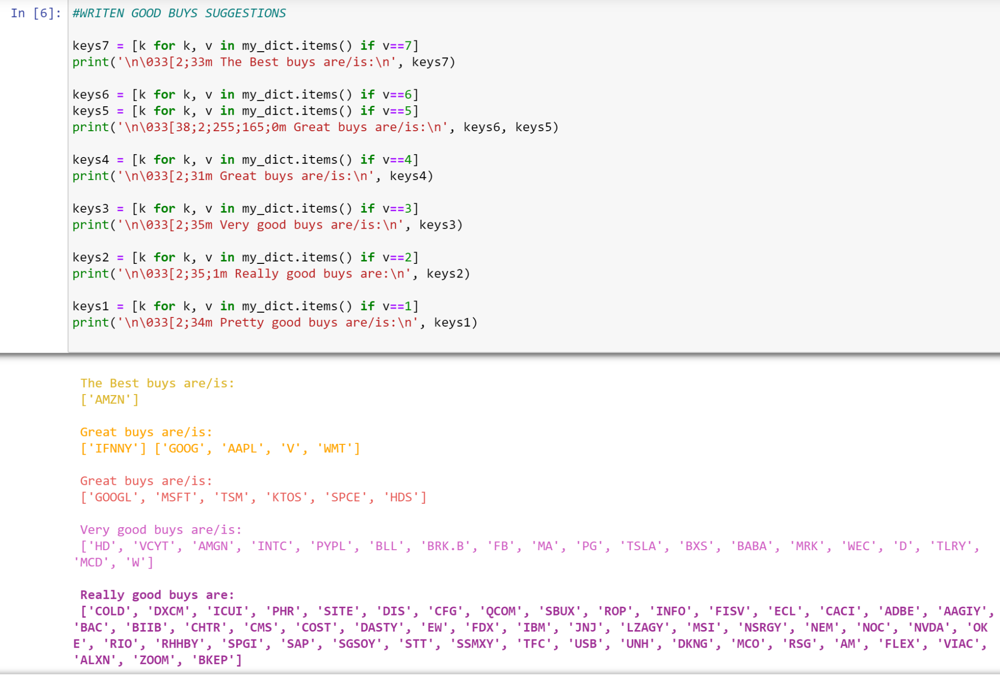 In [6]: #WRITEN GOOD BUYS SUGGESTIONS
keys7 = [k for k, v in my_dict.items() if v==7]
print('\n\033[2;33m The Best buys are/is:\n', keys7)
keys6 = [k for k, v in my_dict.items() if v==6]
keys5 = [k for k, v in my_dict.items() if v==5]
print('\n\033[38;2;255;165;0m Great buys are/is:\n', keys6, keys5)
keys4 = [k for k, v in my_dict.items() if v==4]
print('\n\033[2;31m Great buys are/is:\n', keys4)
keys3 = [k for k, v in my_dict.items() if v==3]
print('\n\033[2;35m Very good buys are/is:\n', keys3)
keys2 = [k for k, v in my_dict.items() if v==2]
print('\n\033[2;35;1m Really good buys are:\n', keys2)
keys1 = [k for k, v in my_dict.items() if v==1]
print('\n\033[2;34m Pretty good buys are/is:\n', keys1)
The Best buys are/is:
['AMZN']
Great buys are/is:
['IFNNY'] ['GOOG', 'AAPL', 'V', 'WMT']
Great buys are/is:
['GOOGL', 'MSFT', 'TSM', 'KTOS', 'SPCE', 'HDS']
Very good buys are/is:
['HD', 'VCYT', 'AMGN', 'INTC', 'PYPL', 'BLL', 'BRK.B', 'FB', 'MA', 'PG', 'TSLA', 'BXS', 'BABA', 'MRK', 'WEC', 'D', 'TLRY',
'MCD', 'W']
Really good buys are:
['COLD', 'DXCM', 'ICUI', 'PHR', 'SITE', 'DIS', 'CFG', 'QCOM', 'SBUX', 'ROP', 'INFO', 'FISV', 'ECL', 'CACI', 'ADBE', 'AAGIY',
'BAC', 'BIIB', 'CHTR', 'CMS', 'COST', 'DASTY', 'EW', 'FDX', 'IBM', 'JNJ', 'LZAGY', 'MSI', 'NSRGY', 'NEM', 'NOC', 'NVDA', 'OK
E', 'RIO', 'RHHBY', 'SPGI', 'SAP', 'SGSOY', 'STT', 'SSMXY', 'TFC', 'USB', 'UNH', 'DKNG', 'MCO', 'RSG', 'AM', 'FLEX', 'VIAC',
'ALXN', 'ZOOM', 'BKEP']